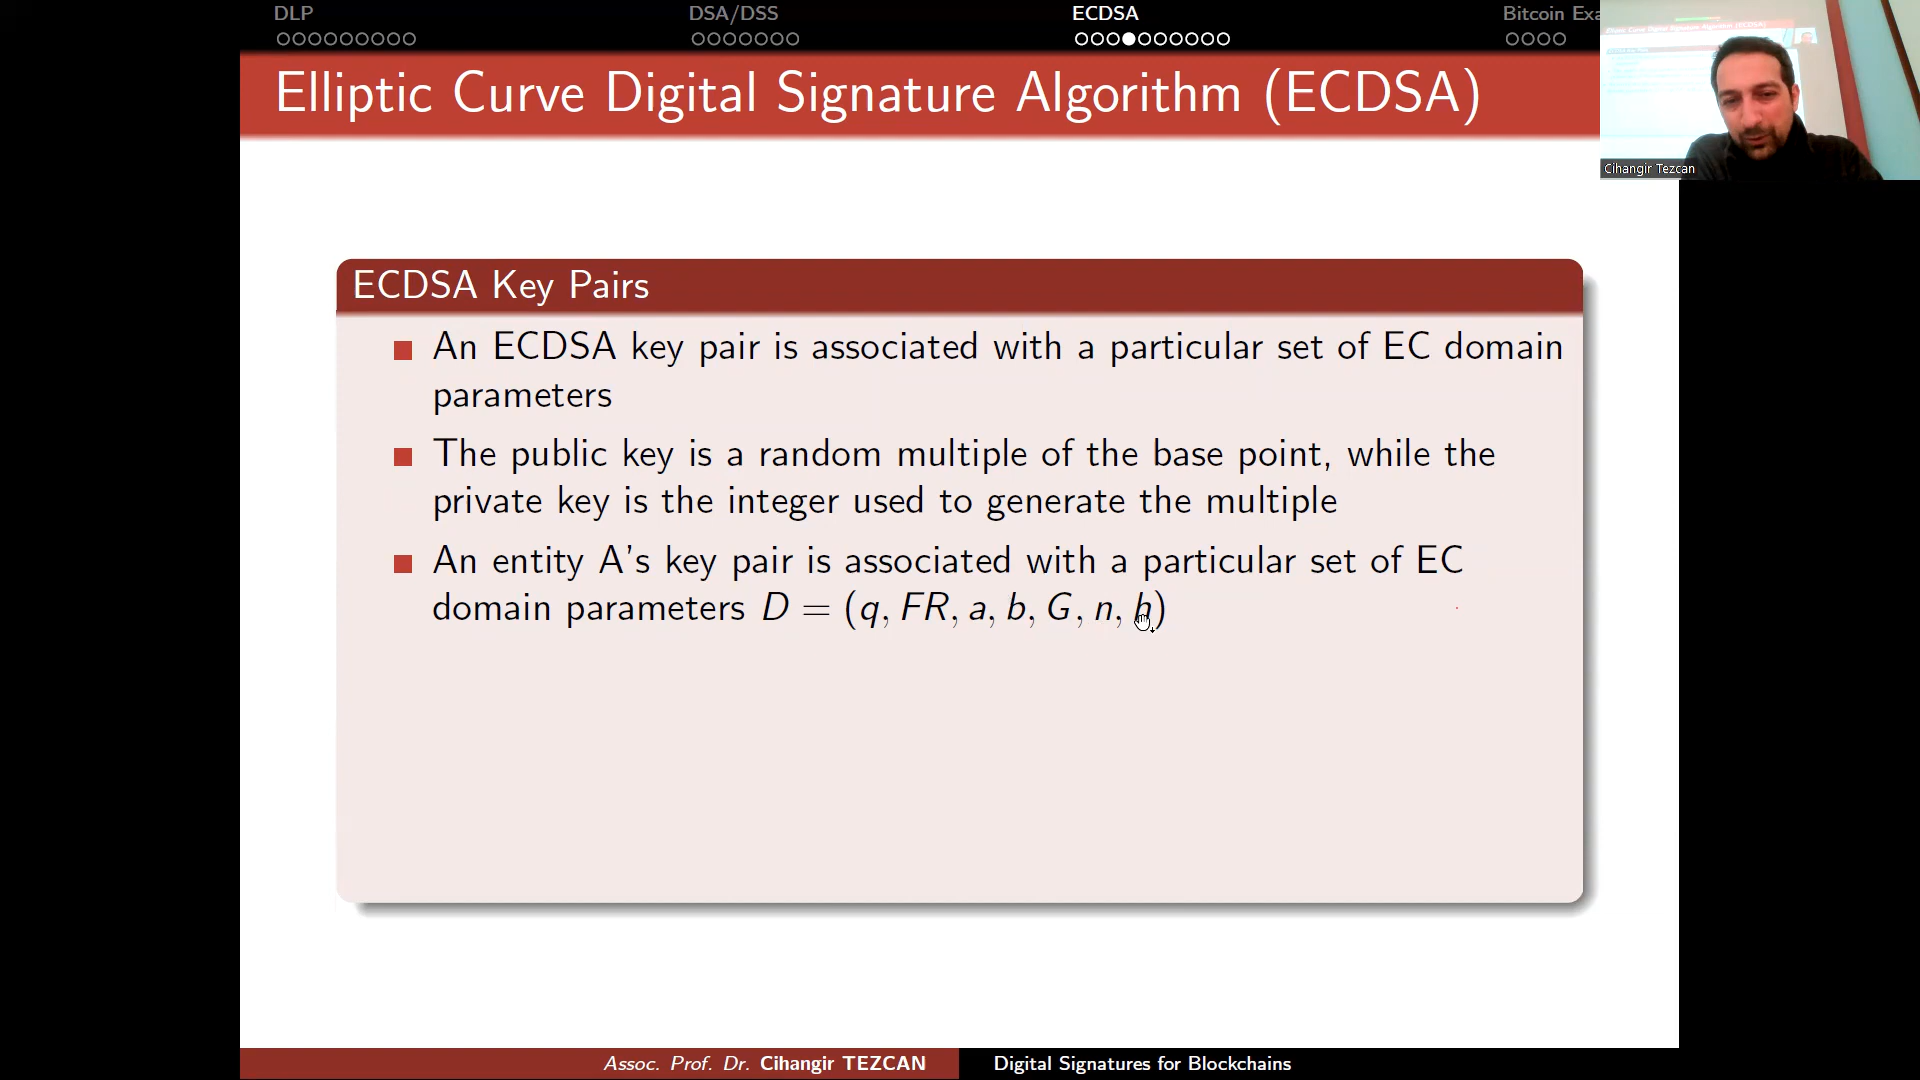 DLP
DSA/DSS
ECDSA
Bitcoin Exa
Elliptic Curve Digital Signature Algorithm (ECDSA)
Cihangir Tezcan
ECDSA Key Pairs
An ECDSA key pair is associated with a particular set of EC domain
parameters
The public key is a random multiple of the base point, while the
private key is the integer used to generate the multiple
An entity A's key pair is associated with a particular set of EC
domain parameters D = (q, FR, a, b, G, n, h)
Assoc. Prof. Dr. Cihangir TEZCAN
Digital Signatures for Blockchains